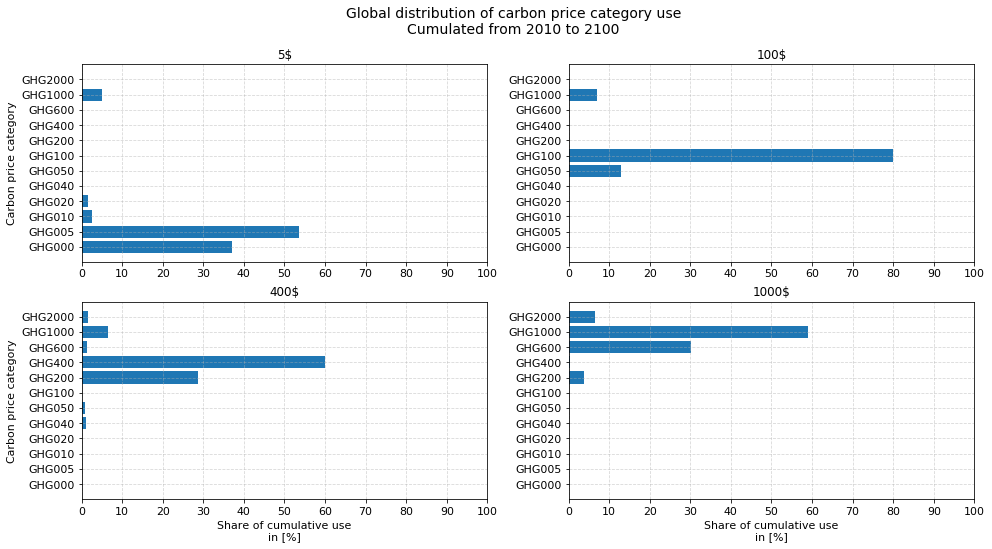 Global distribution of carbon price category use
Cumulated from 2010 to 2100
5$
Carbon price category
GHG2000
GHG1000
GHG600
GHG400
GHG200
GHG100
GHG050
GHG040
GHG020
GHG010
GHG005
GHG000
0 10 20 30 40 50 60 70 80 90 100
100$
GHG2000
GHG1000
GHG600
GHG400
GHG200
GHG100
GHG050
GHG040
GHG020
GHG010
GHG005
GHG000
0 10 20 30 40 50 60 70 80 90 100
400$
Carbon price category
GHG2000
GHG1000
GHG600
GHG400
GHG200
GHG100
GHG050
GHG040
GHG020
GHG010
GHG005
GHG000
0 10 20 30 40 50 60 70 80 90 100
Share of cumulative use
in [%]
1000$
GHG2000
GHG1000
GHG600
GHG400
GHG200
GHG100
GHG050
GHG040
GHG020
GHG010
GHG005
GHG000
0 10 20 30 40 50 60 70 80 90 100
Share of cumulative use
in [%]